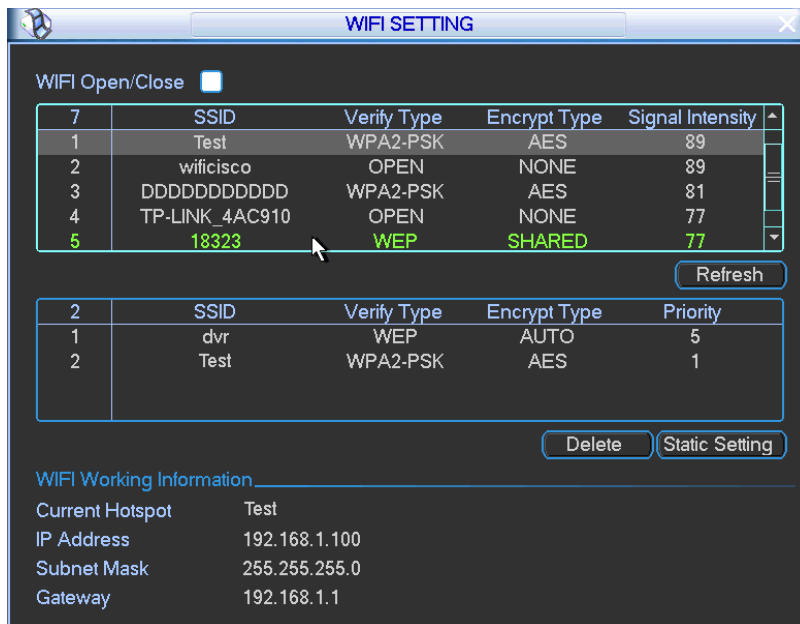 WIFI SETTING
WIFI Open/Close
7 SSID Verify Type Encrypt Type Signal Intensity
1 Test WPA2-PSK AES 89
2 wificisco OPEN NONE 89
3 DDDDDDDDDDD WPA2-PSK AES 81
4 TP-LINK_4AC910 OPEN NONE 77
5 18323 WEP SHARED 77
Refresh
2 SSID Verify Type Encrypt Type Priority
1 dvr WEP AUTO 5
2 Test WPA2-PSK AES 1
Delete Static Setting
WIFI Working Information
Current Hotspot Test
IP Address 192.168.1.100
Subnet Mask 255.255.255.0
Gateway 192.168.1.1